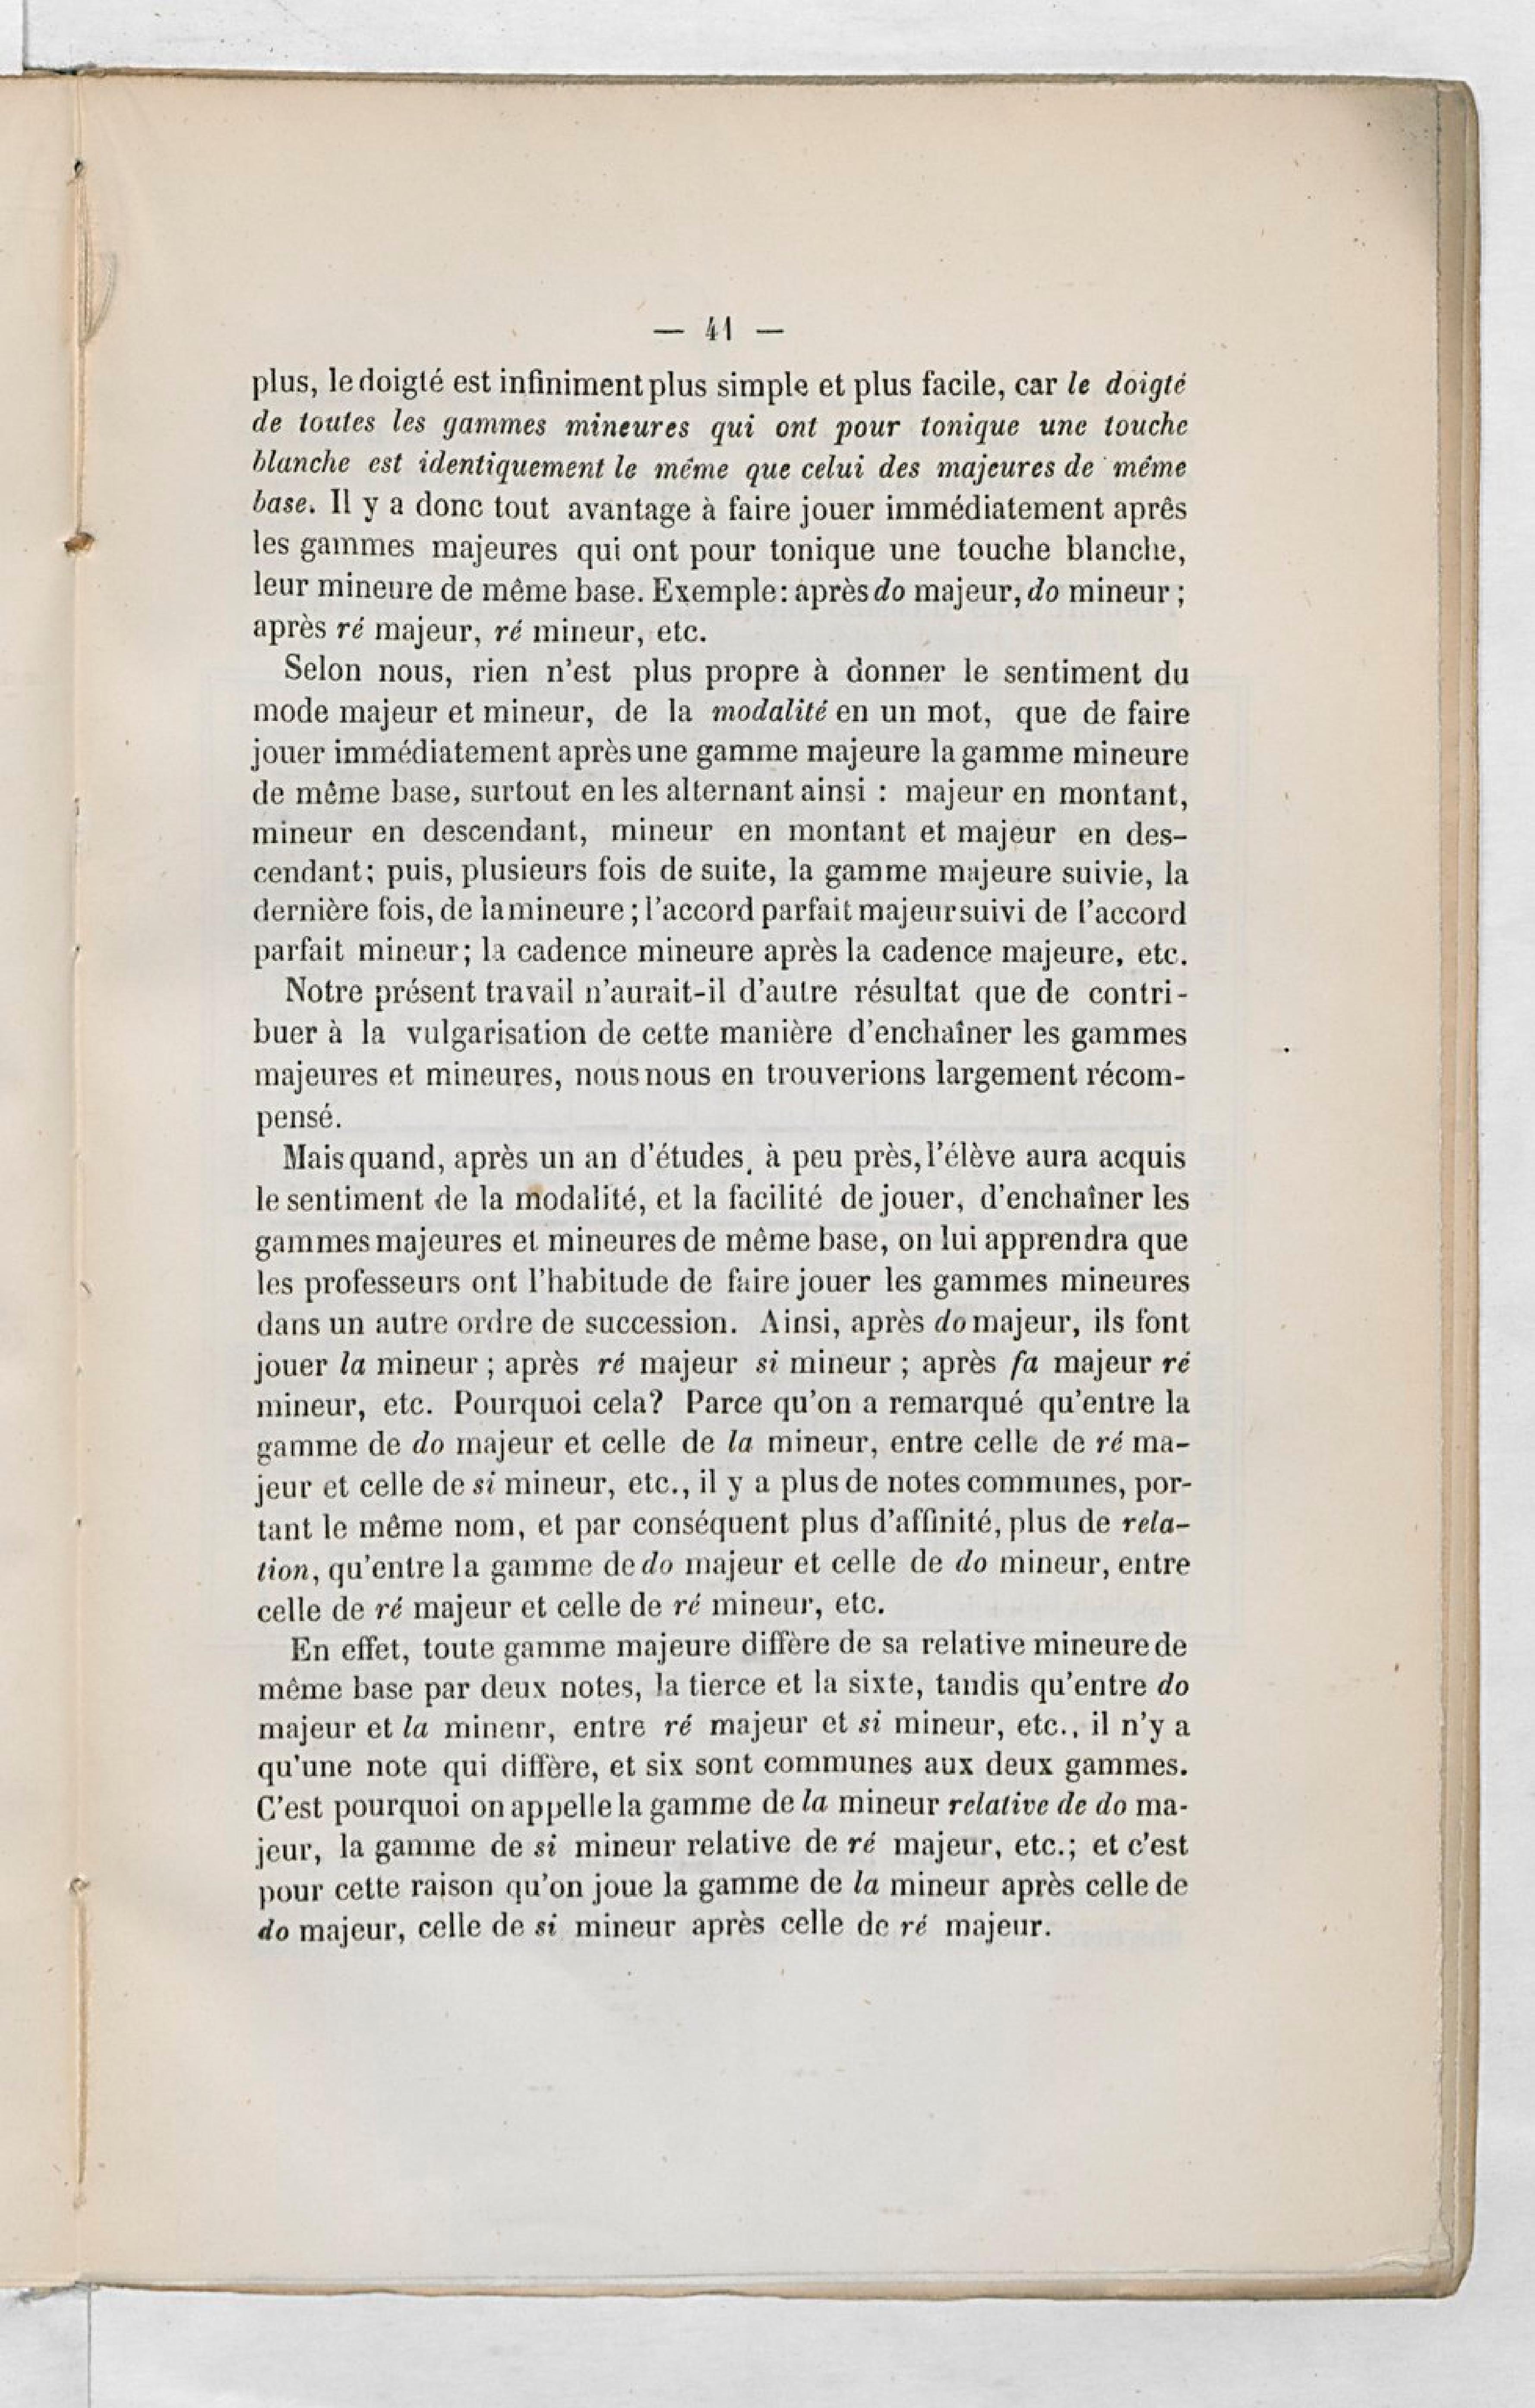 — 41 —
plus, le doigté est infiniment plus simple et plus facile, car le doigté
de toutes les gammes mineures qui ont pour tonique une touche
blanche est identiquement le même que celui des majeures de même
base. Il y a donc tout avantage à faire jouer immédiatement après
les gammes majeures qui ont pour tonique une touche blanche,
leur mineure de même base. Exemple: après do majeur, do mineur ;
après ré majeur, ré mineur, etc.
Selon nous, rien n'est plus propre à donner le sentiment du
mode majeur et mineur, de la modalité en un mot, que de faire
jouer immédiatement après une gamme majeure la gamme mineure
de même base, surtout en les alternant ainsi : majeur en montant,
mineur en descendant, mineur en montant et majeur en des-
cendant; puis, plusieurs fois de suite, la gamme majeure suivie, la
dernière fois, de la mineure ; l'accord parfait majeur suivi de l'accord
parfait mineur; la cadence mineure après la cadence majeure, etc.
Notre présent travail n'aurait-il d'autre résultat que de contri-
buer à la vulgarisation de cette manière d'enchaîner les gammes
majeures et mineures, nous nous en trouverions largement récom-
pensé.
Mais quand, après un an d'études, à peu près, l'élève aura acquis
le sentiment de la modalité, et la facilité de jouer, d'enchaîner les
gammes majeures et mineures de même base, on lui apprendra que
les professeurs ont l'habitude de faire jouer les gammes mineures
dans un autre ordre de succession. Ainsi, après do majeur, ils font
jouer la mineur ; après ré majeur si mineur ; après fa majeur ré
mineur, etc. Pourquoi cela? Parce qu'on a remarqué qu'entre la
gamme de do majeur et celle de la mineur, entre celle de ré ma-
jeur et celle de si mineur, etc., il y a plus de notes communes, por-
tant le même nom, et par conséquent plus d'affinité, plus de rela-
tion, qu'entre la gamme de do majeur et celle de do mineur, entre
celle de ré majeur et celle de ré mineur, etc.
En effet, toute gamme majeure diffère de sa relative mineure de
même base par deux notes, la tierce et la sixte, tandis qu'entre do
majeur et la mineur, entre ré majeur et si mineur, etc., il n'y a
qu'une note qui diffère, et six sont communes aux deux gammes.
C'est pourquoi on appelle la gamme de la mineur relative de do ma-
jeur, la gamme de si mineur relative de ré majeur, etc.; et c'est
pour cette raison qu'on joue la gamme de la mineur après celle de
do majeur, celle de si mineur après celle de ré majeur.